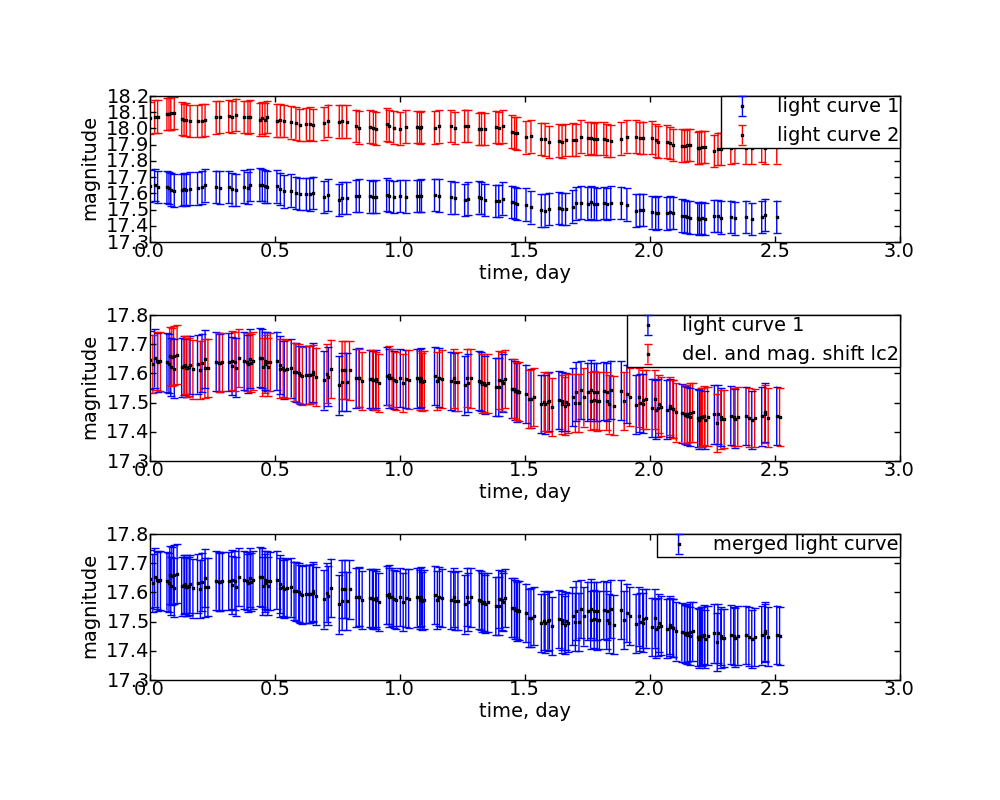 18.2
18.1
18.0
17.9
17.8
17.7
17.6
17.5
17.4
17.3
magnitude
light curve 1
light curve 2
0.0 0.5 1.0 1.5 2.0 2.5 3.0
time, day
17.8
17.7
17.6
17.5
17.4
17.3
magnitude
light curve 1
del. and mag. shift lc2
0.0 0.5 1.0 1.5 2.0 2.5 3.0
time, day
17.8
17.7
17.6
17.5
17.4
17.3
magnitude
merged light curve
0.0 0.5 1.0 1.5 2.0 2.5 3.0
time, day